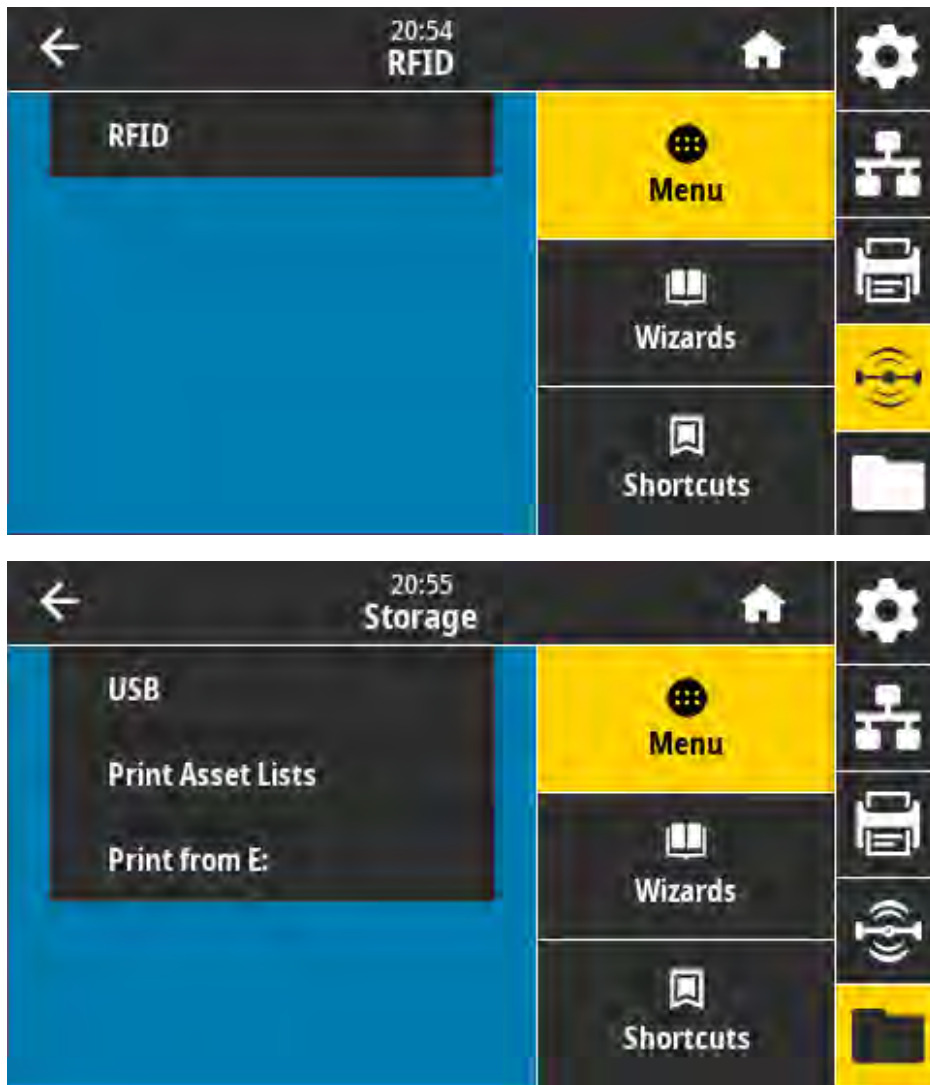 20:54
RFID
RFID
Menu
Wizards
Shortcuts
20:55
Storage
USB
Menu
Print Asset Lists
Print from E:
Wizards
Shortcuts